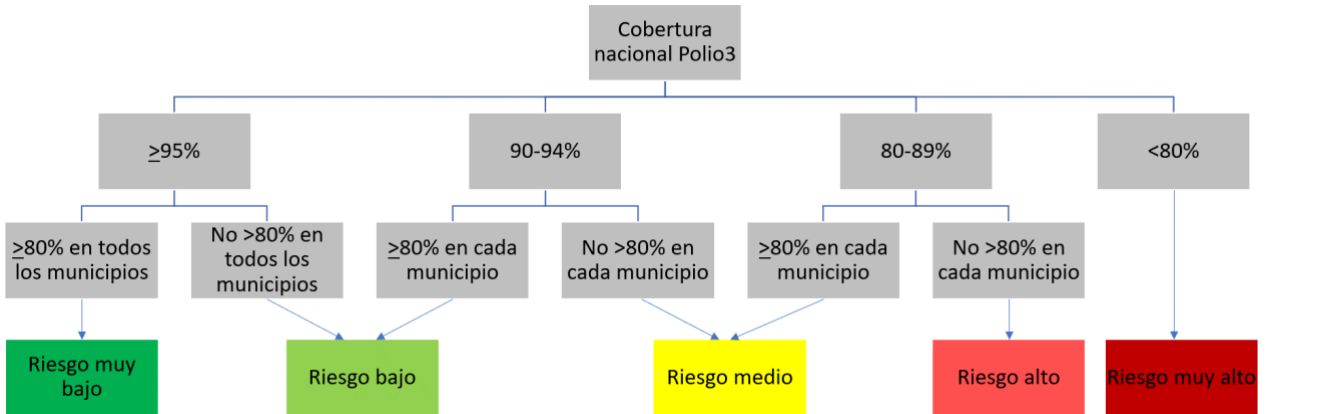 Cobertura
nacional Polio3
≥95%
90-94%
80-89%
<80%
≥80% en todos
los municipios
No >80% en
todos los
municipios
≥80% en cada
municipio
No >80% en
cada municipio
≥80% en cada
municipio
No >80% en
cada municipio
Riesgo muy
bajo
Riesgo bajo
Riesgo medio
Riesgo alto
Riesgo muy alto